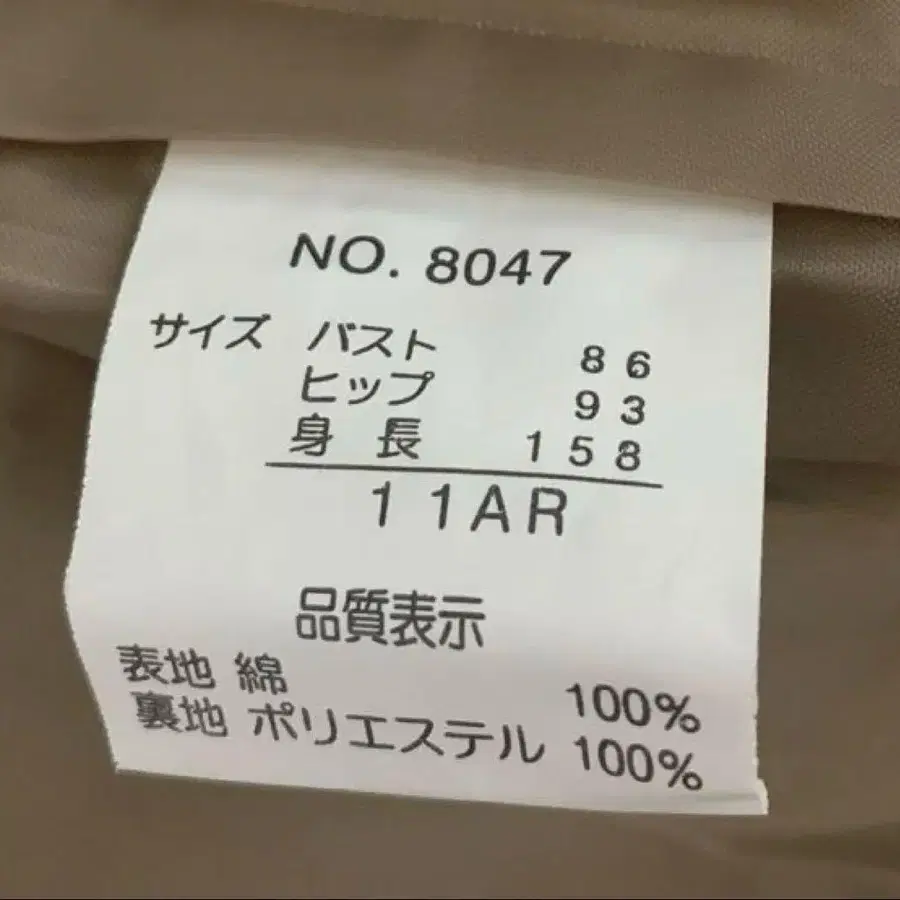 NO. 8047
サイズ バスト 86
ヒップ 93
身長 158
11AR
品質表示
表地 綿 100%
裏地 ポリエステル 100%